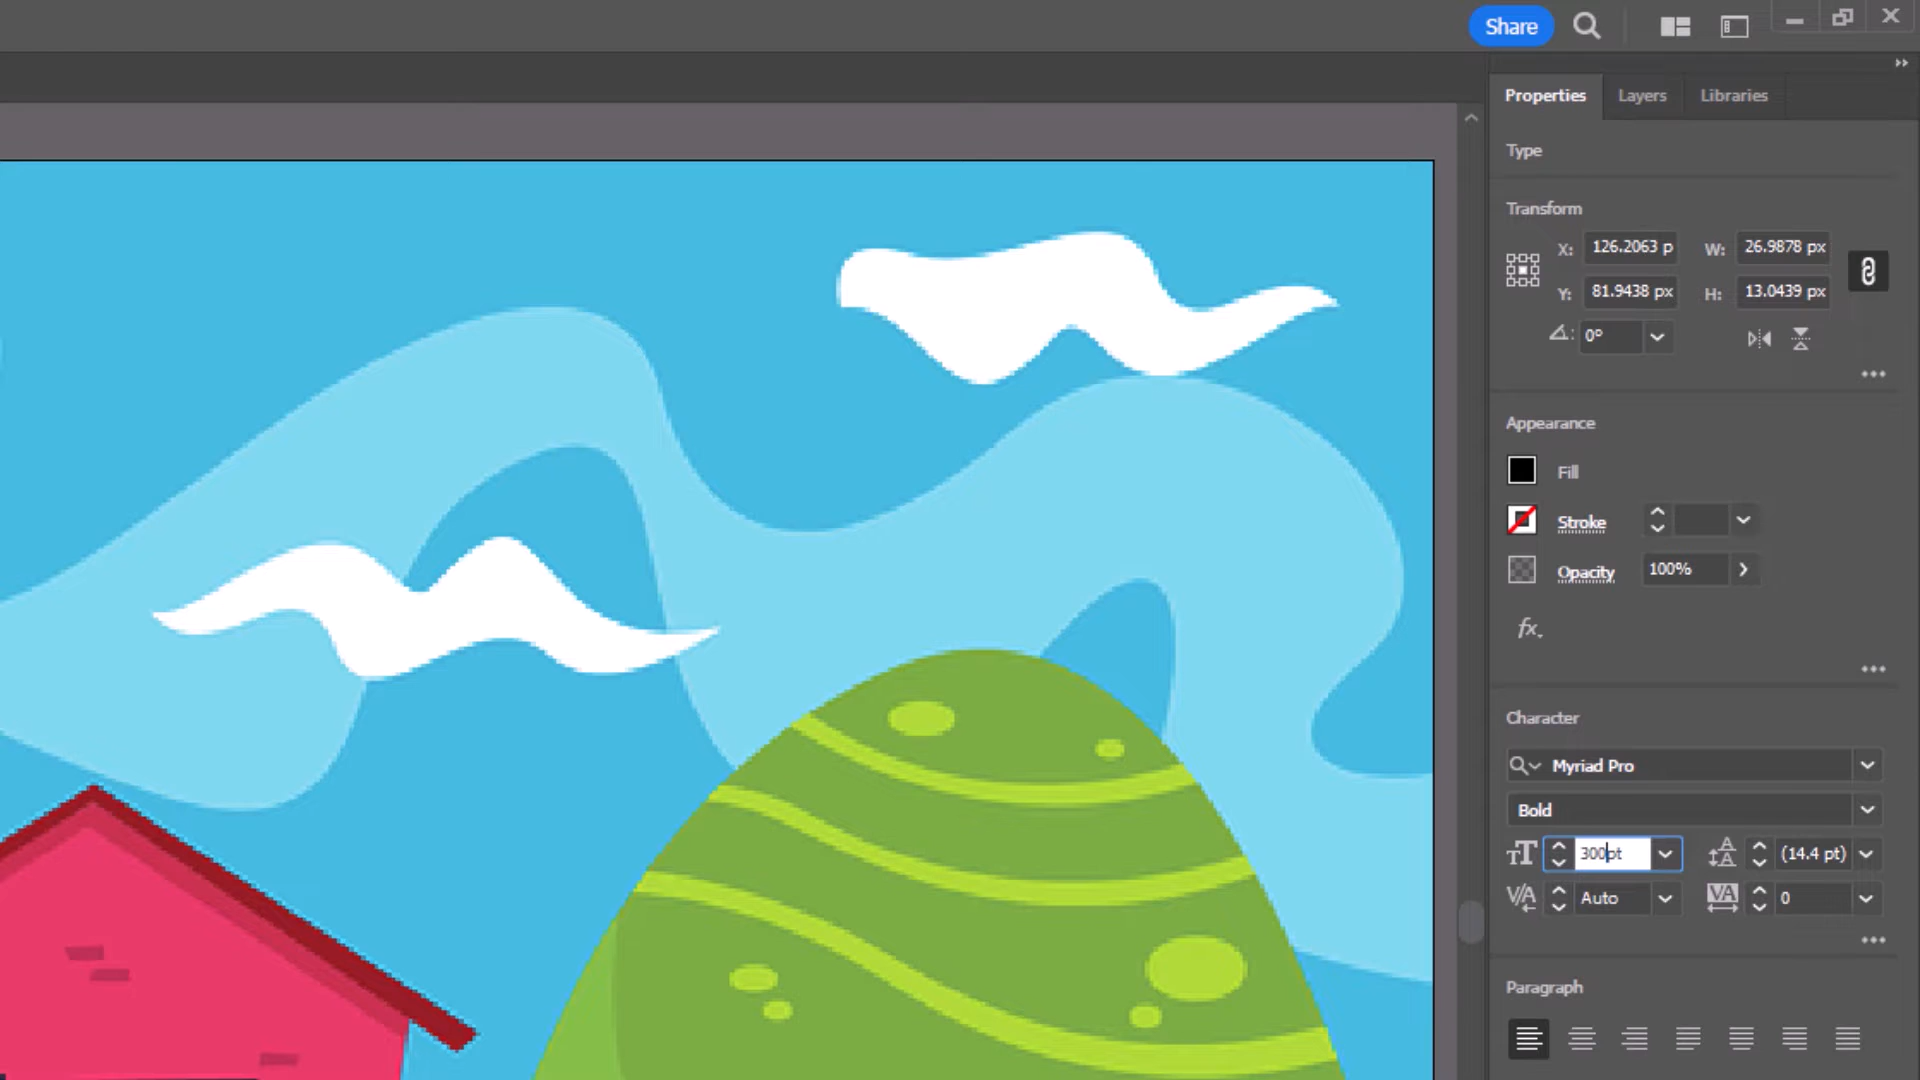 Share
Properties Layers Libraries
Type
Transform
X: 126.2063 p W: 26.9878 px
Y: 81.9438 px H: 13.0439 px
0°
Appearance
Fill
Stroke
Opacity 100%
fx.
Character
Myriad Pro
Bold
300pt (14.4 pt)
Auto 0
Paragraph